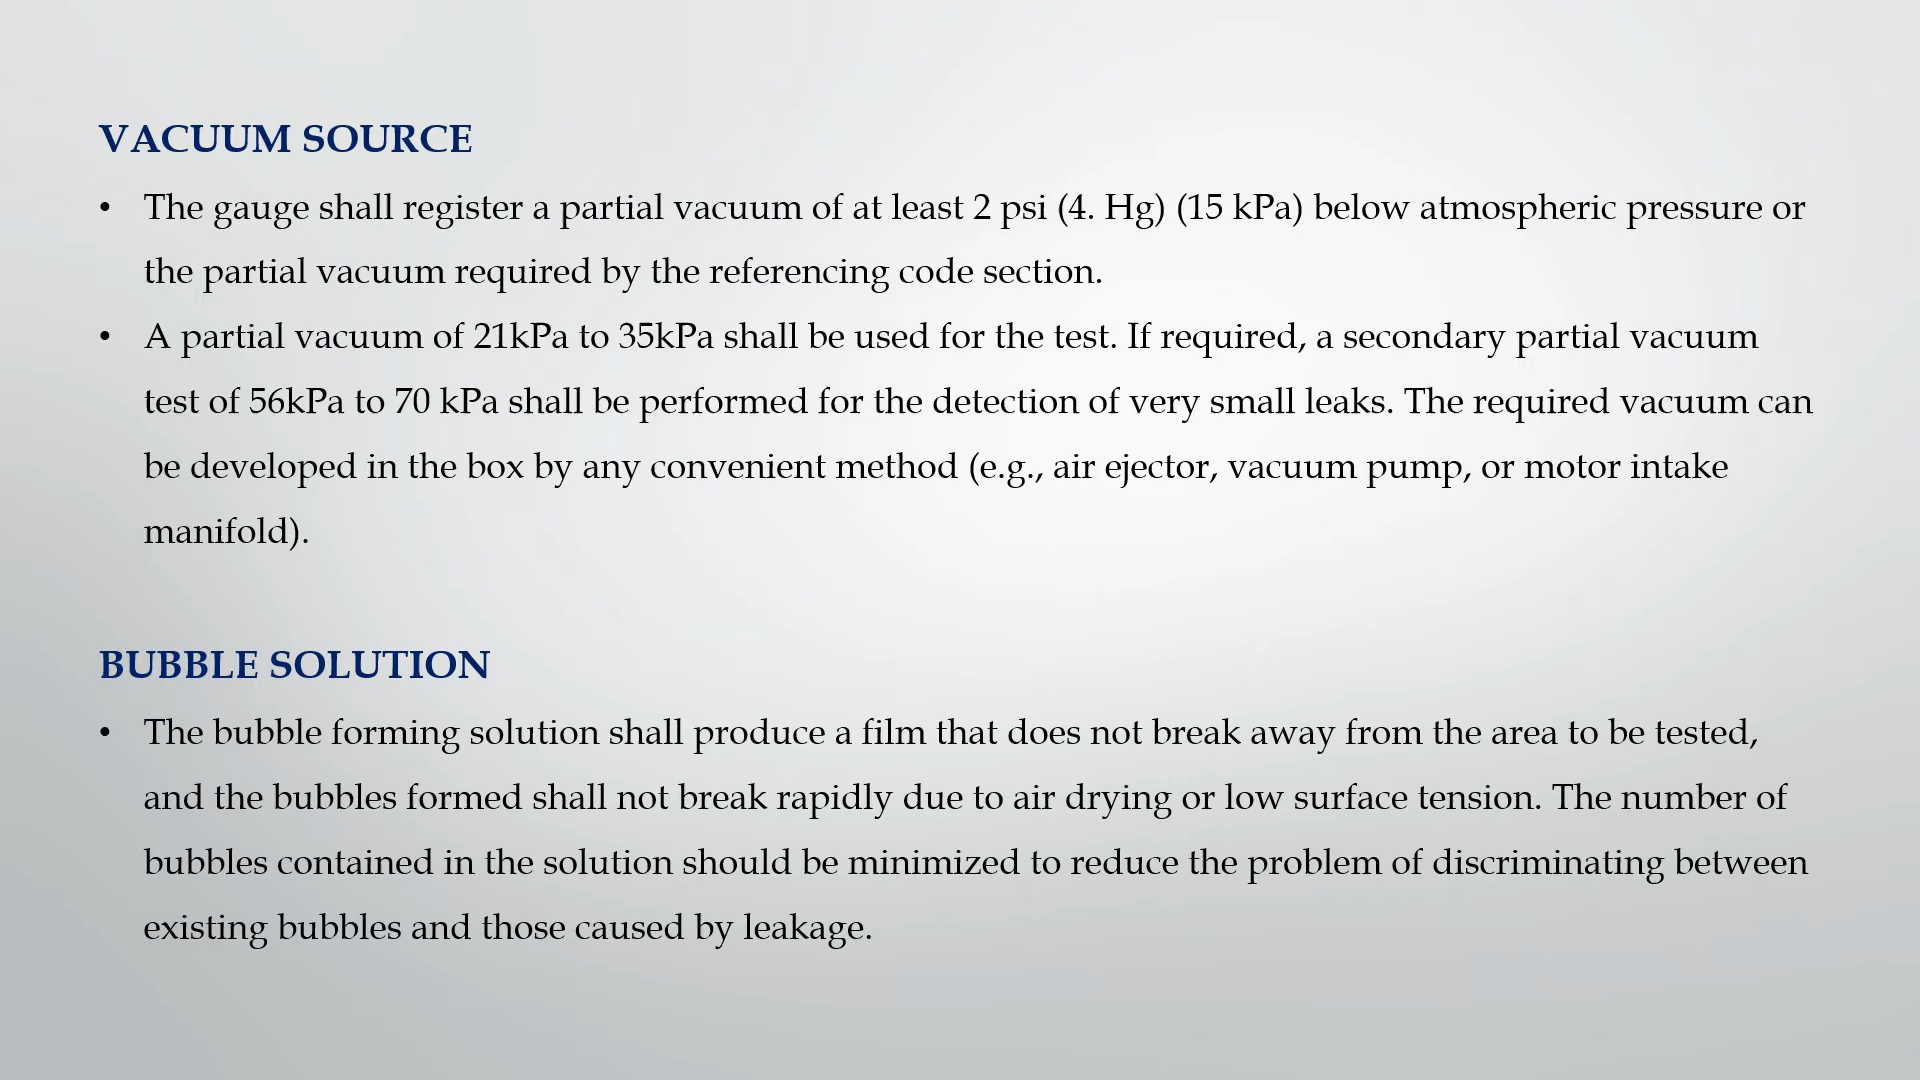 VACUUM SOURCE
• The gauge shall register a partial vacuum of at least 2 psi (4. Hg) (15 kPa) below atmospheric pressure or
the partial vacuum required by the referencing code section.
• A partial vacuum of 21kPa to 35kPa shall be used for the test. If required, a secondary partial vacuum
test of 56kPa to 70 kPa shall be performed for the detection of very small leaks. The required vacuum can
be developed in the box by any convenient method (e.g., air ejector, vacuum pump, or motor intake
manifold).
BUBBLE SOLUTION
• The bubble forming solution shall produce a film that does not break away from the area to be tested,
and the bubbles formed shall not break rapidly due to air drying or low surface tension. The number of
bubbles contained in the solution should be minimized to reduce the problem of discriminating between
existing bubbles and those caused by leakage.